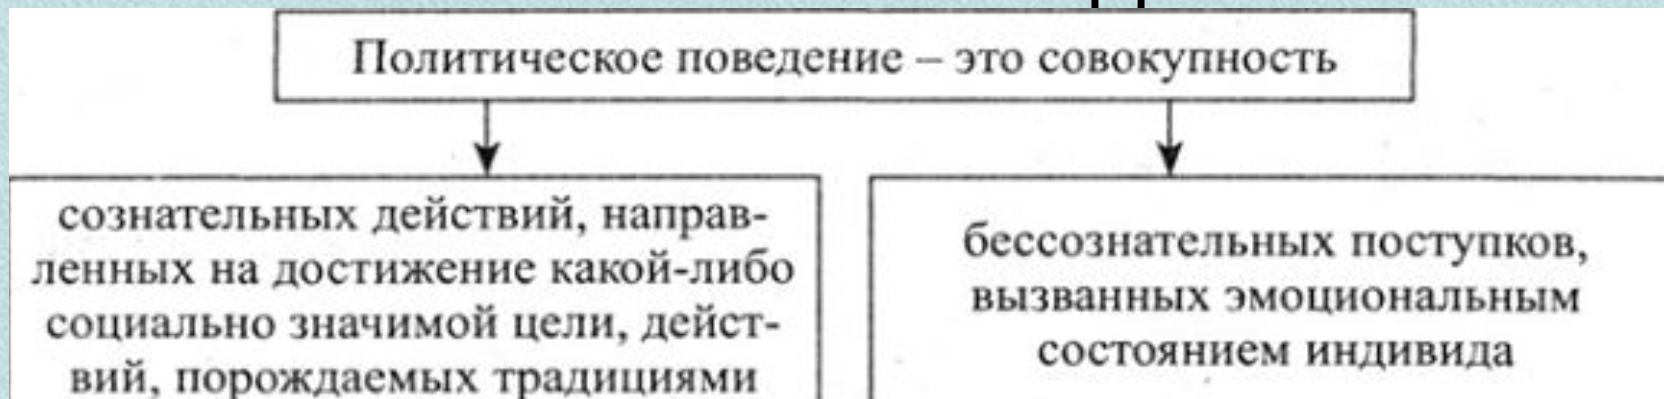 Политическое поведение – это совокупность
сознательных действий, направ-
ленных на достижение какой-либо
социально значимой цели, дейст-
вий, порождаемых традициями
бессознательных поступков,
вызванных эмоциональным
состоянием индивида